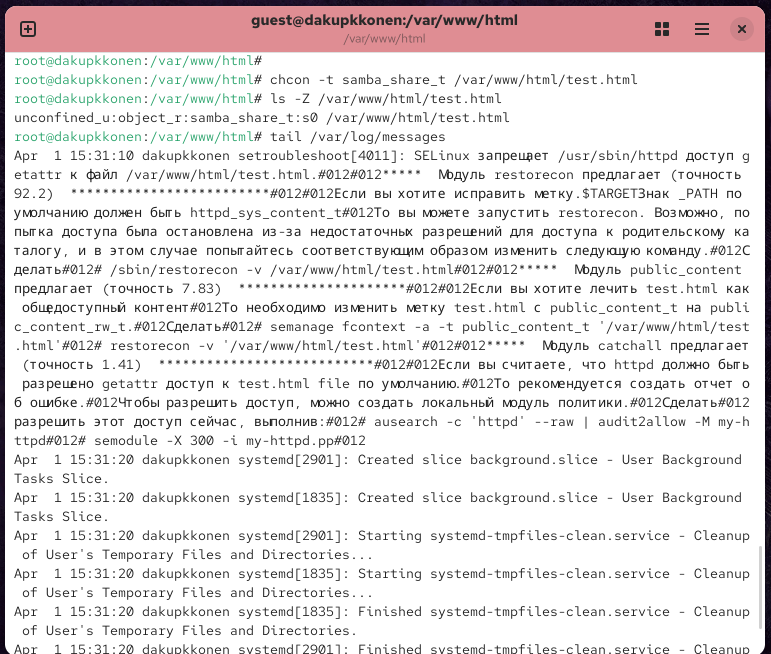 guest@dakupkkonen:/var/www/html
/var/www/html
root@dakupkkonen:/var/www/html#
root@dakupkkonen:/var/www/html# chcon -t samba_share_t /var/www/html/test.html
root@dakupkkonen:/var/www/html# ls -Z /var/www/html/test.html
unconfined_u:object_r:samba_share_t:s0 /var/www/html/test.html
root@dakupkkonen:/var/www/html# tail /var/log/messages
Apr  1 15:31:10 dakupkkonen setroubleshoot[4011]: SELinux запрещает /usr/sbin/httpd доступ g
etattr к файл /var/www/html/test.html.#012#012*****  Модуль restorecon предлагает (точность
92.2)  *************************#012#012Если вы хотите исправить метку.$TARGETЗнак _PATH по
умолчанию должен быть httpd_sys_content_t#012То вы можете запустить restorecon. Возможно, по
пытка доступа была остановлена из-за недостаточных разрешений для доступа к родительскому ка
талогу, и в этом случае попытайтесь соответствующим образом изменить следующую команду.#012С
делать#012# /sbin/restorecon -v /var/www/html/test.html#012#012*****  Модуль public_content
предлагает (точность 7.83)  *********************#012#012Если вы хотите лечить test.html как
 общедоступный контент#012То необходимо изменить метку test.html с public_content_t на publi
c_content_rw_t.#012Сделать#012# semanage fcontext -a -t public_content_t '/var/www/html/test
.html'#012# restorecon -v '/var/www/html/test.html'#012#012*****  Модуль catchall предлагает
 (точность 1.41)  ***************************#012#012Если вы считаете, что httpd должно быть
 разрешено getattr доступ к test.html file по умолчанию.#012То рекомендуется создать отчет о
б ошибке.#012Чтобы разрешить доступ, можно создать локальный модуль политики.#012Сделать#012
разрешить этот доступ сейчас, выполнив:#012# ausearch -c 'httpd' --raw | audit2allow -M my-h
ttpd#012# semodule -X 300 -i my-httpd.pp#012
Apr  1 15:31:20 dakupkkonen systemd[2901]: Created slice background.slice - User Background
Tasks Slice.
Apr  1 15:31:20 dakupkkonen systemd[1835]: Created slice background.slice - User Background
Tasks Slice.
Apr  1 15:31:20 dakupkkonen systemd[2901]: Starting systemd-tmpfiles-clean.service - Cleanup
 of User's Temporary Files and Directories...
Apr  1 15:31:20 dakupkkonen systemd[1835]: Starting systemd-tmpfiles-clean.service - Cleanup
 of User's Temporary Files and Directories...
Apr  1 15:31:20 dakupkkonen systemd[1835]: Finished systemd-tmpfiles-clean.service - Cleanup
 of User's Temporary Files and Directories.
Apr  1 15:31:20 dakupkkonen systemd[2901]: Finished systemd-tmpfiles-clean.service - Cleanup